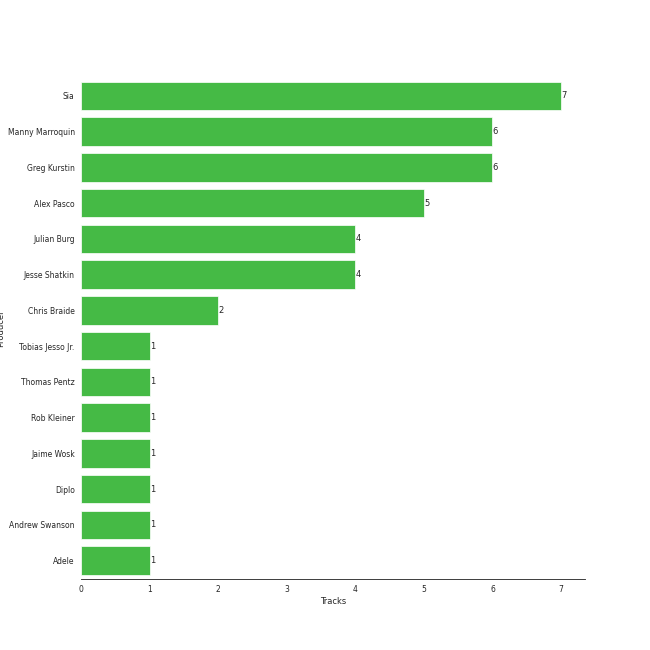 Sia 7
Manny Marroquin 6
Greg Kurstin 6
Alex Pasco 5
Julian Burg 4
Jesse Shatkin 4
Chris Braide 2
Tobias Jesso Jr. 1
Thomas Pentz 1
Rob Kleiner 1
Jaime Wosk 1
Diplo 1
Andrew Swanson 1
Adele 1
0 1 2 3 4 5 6 7
Tracks
Producer